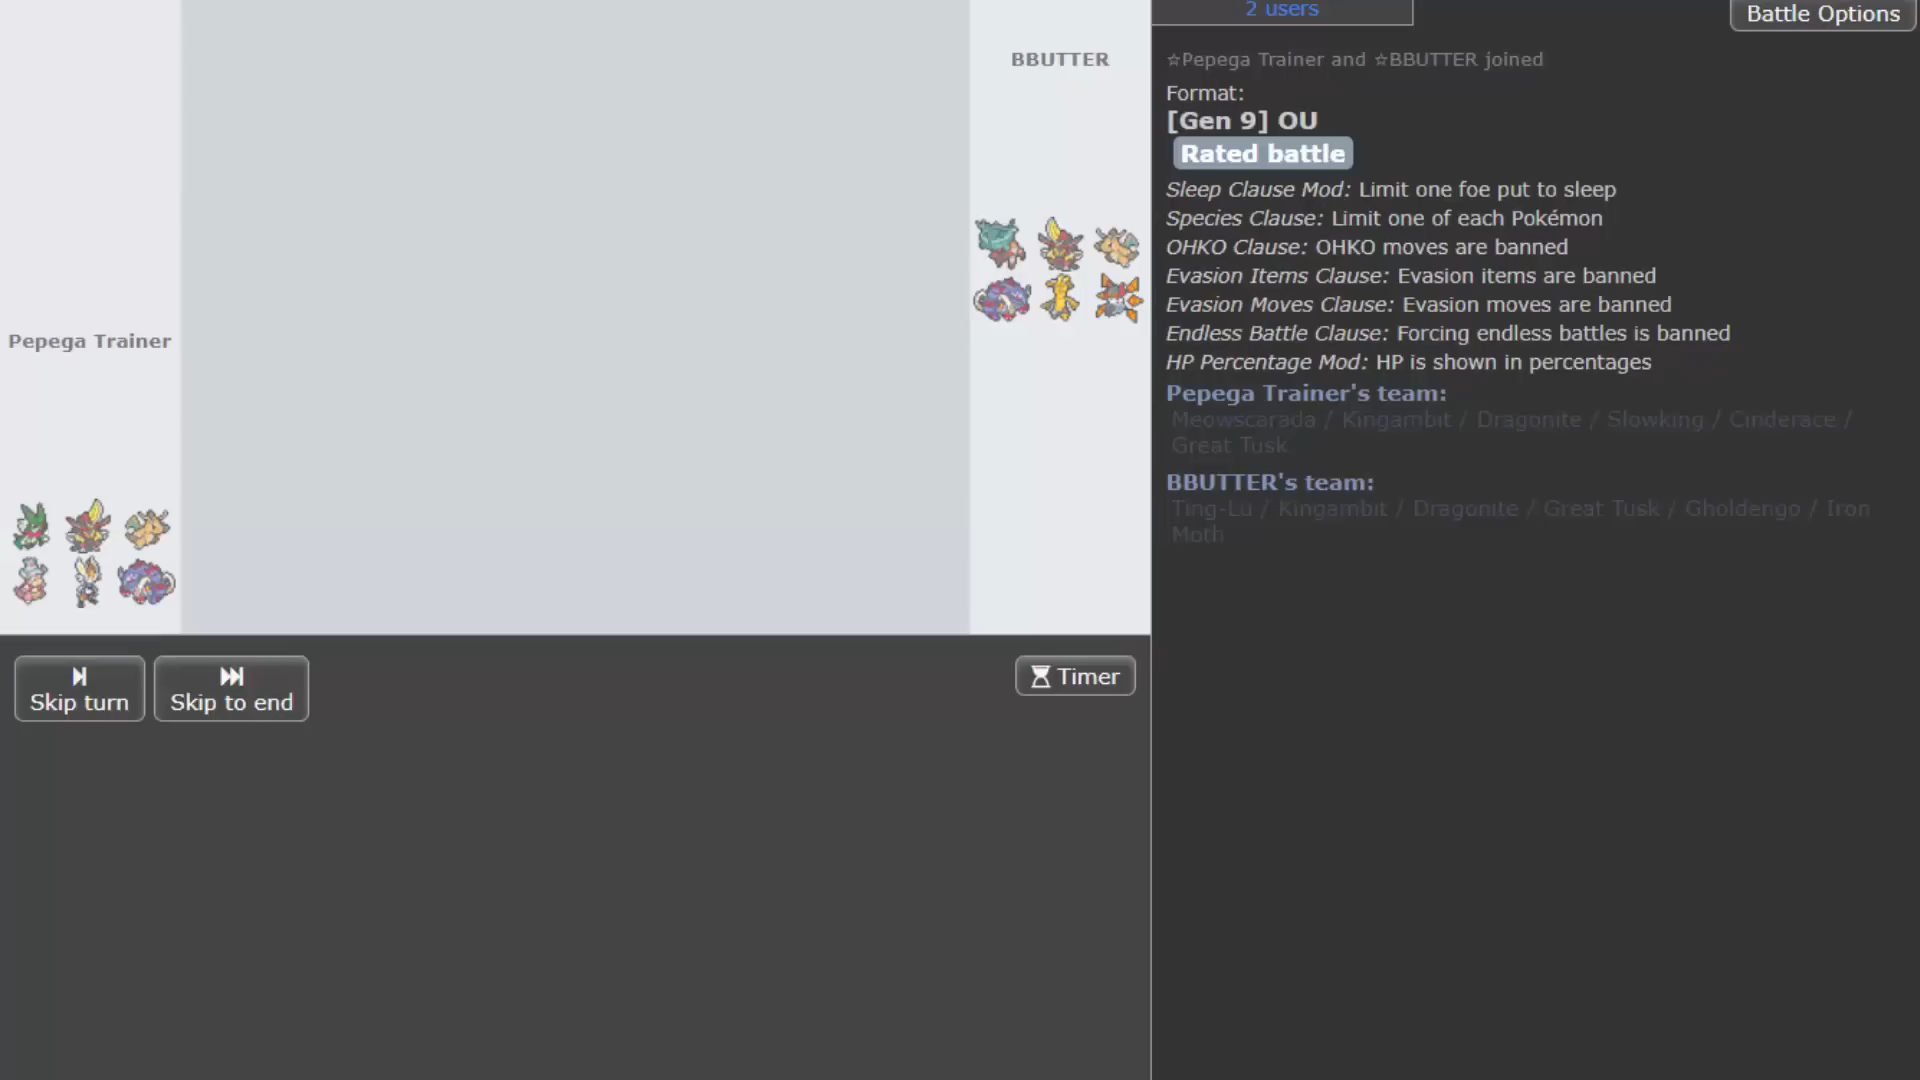 BBUTTER
Pepega Trainer
Skip turn
Skip to end
Timer
2 users
Battle Options
☆Pepega Trainer and ☆BBUTTER joined
Format:
[Gen 9] OU
Rated battle
Sleep Clause Mod: Limit one foe put to sleep
Species Clause: Limit one of each Pokémon
OHKO Clause: OHKO moves are banned
Evasion Items Clause: Evasion items are banned
Evasion Moves Clause: Evasion moves are banned
Endless Battle Clause: Forcing endless battles is banned
HP Percentage Mod: HP is shown in percentages
Pepega Trainer's team:
Meowscarada / Kingambit / Dragonite / Slowking / Cinderace /
Great Tusk
BBUTTER's team:
Ting-Lu / Kingambit / Dragonite / Great Tusk / Gholdengo / Iron
Moth